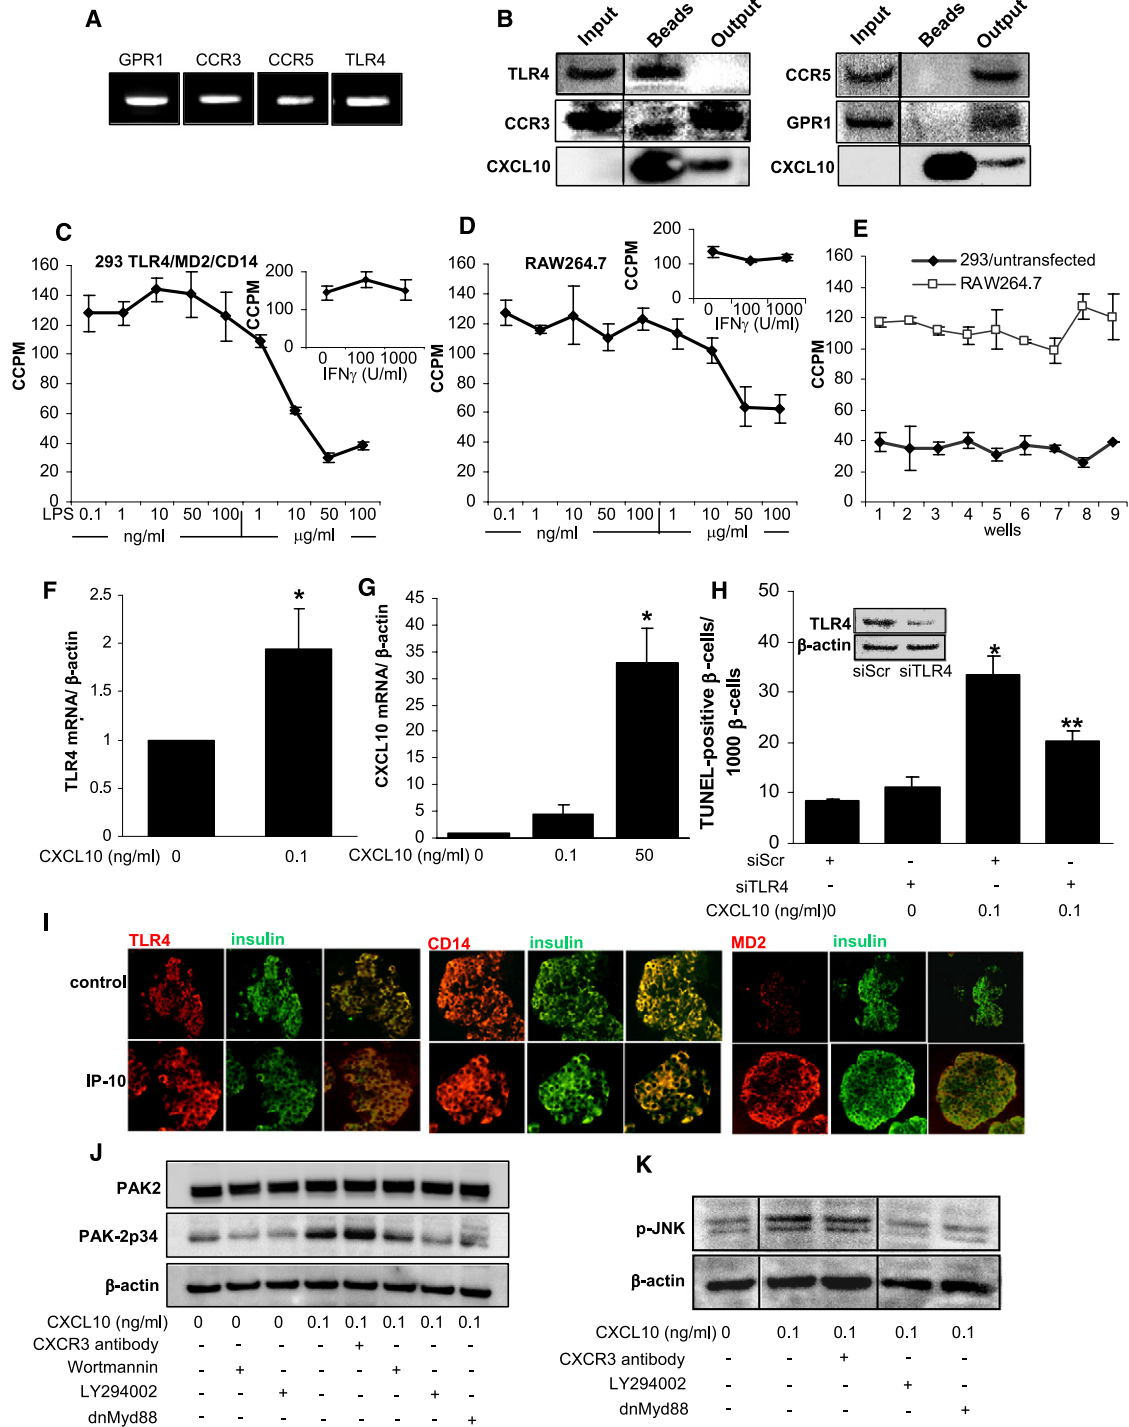 A
GPR1 CCR3 CCR5 TLR4
B
Input Beads Output
TLR4
CCR3
CXCL10
Input Beads Output
CCR5
GPR1
CXCL10
C
293 TLR4/MD2/CD14
CCPM
160
140
120
100
80
60
40
20
0
LPS 0.1 1 10 50 100 1 10 50 100
ng/ml μg/ml
CCPM
200
100
0
0 100 1000
IFNγ (U/ml)
D
RAW264.7
CCPM
160
140
120
100
80
60
40
20
0
0.1 1 10 50 100 1 10 50 100
ng/ml μg/ml
CCPM
200
100
0
0 100 1000
IFNγ (U/ml)
E
293/untransfected
RAW264.7
CCPM
160
140
120
100
80
60
40
20
0
1 2 3 4 5 6 7 8 9
wells
F
TLR4 mRNA/ β-actin
2.5
2
1.5
1
0.5
0
*
CXCL10 (ng/ml) 0 0.1
G
CXCL10 mRNA/ β-actin
45
40
35
30
25
20
15
10
5
0
*
CXCL10 (ng/ml) 0 0.1 50
H
TUNEL-positive β-cells/
1000 β-cells
50
40
30
20
10
0
TLR4
β-actin
siScr siTLR4
*
**
siScr + - + -
siTLR4 - + - +
CXCL10 (ng/ml)0 0 0.1 0.1
I
TLR4 insulin
CD14 insulin
MD2 insulin
control
IP-10
J
PAK2
PAK-2p34
β-actin
CXCL10 (ng/ml) 0 0 0 0.1 0.1 0.1 0.1 0.1
CXCR3 antibody - - - - + - - -
Wortmannin - + - - - + - -
LY294002 - - + - - - + -
dnMyd88 - - - - - - - +
K
p-JNK
β-actin
CXCL10 (ng/ml) 0 0.1 0.1 0.1 0.1
CXCR3 antibody - - + - -
LY294002 - - - + -
dnMyd88 - - - - +